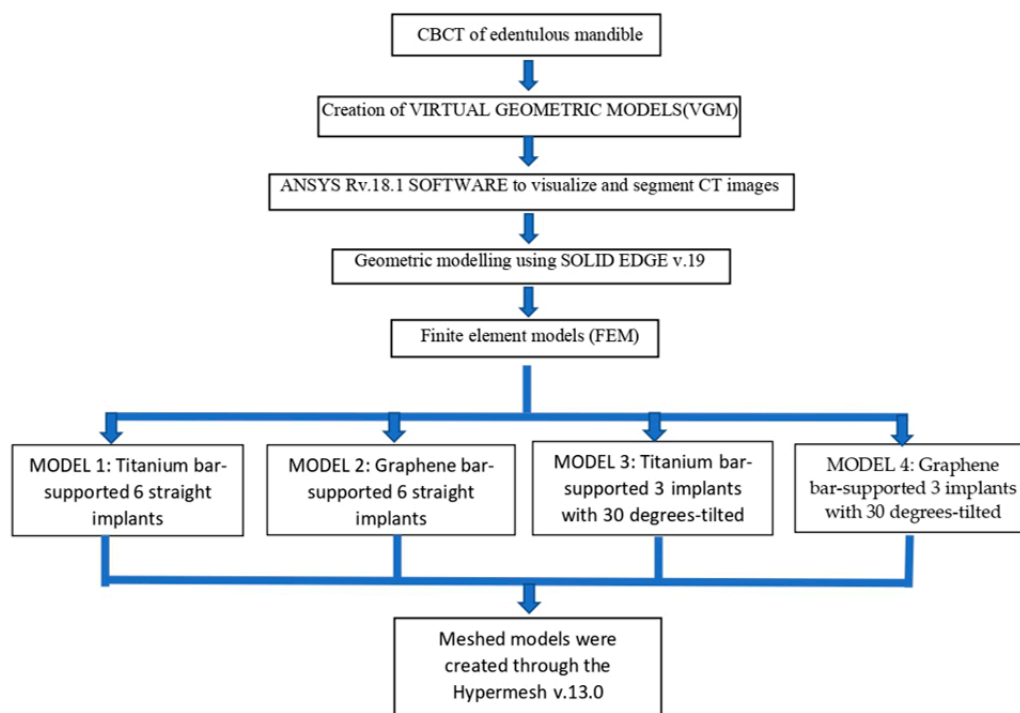 CBCT of edentulous mandible
Creation of VIRTUAL GEOMETRIC MODELS(VGM)
ANSYS Rv.18.1 SOFTWARE to visualize and segment CT images
Geometric modelling using SOLID EDGE v.19
Finite element models (FEM)
MODEL 1: Titanium bar-
supported 6 straight
implants
MODEL 2: Graphene bar-
supported 6 straight
implants
MODEL 3: Titanium bar-
supported 3 implants
with 30 degrees-tilted
MODEL 4: Graphene
bar-supported 3 implants
with 30 degrees-tilted
Meshed models were
created through the
Hypermesh v.13.0